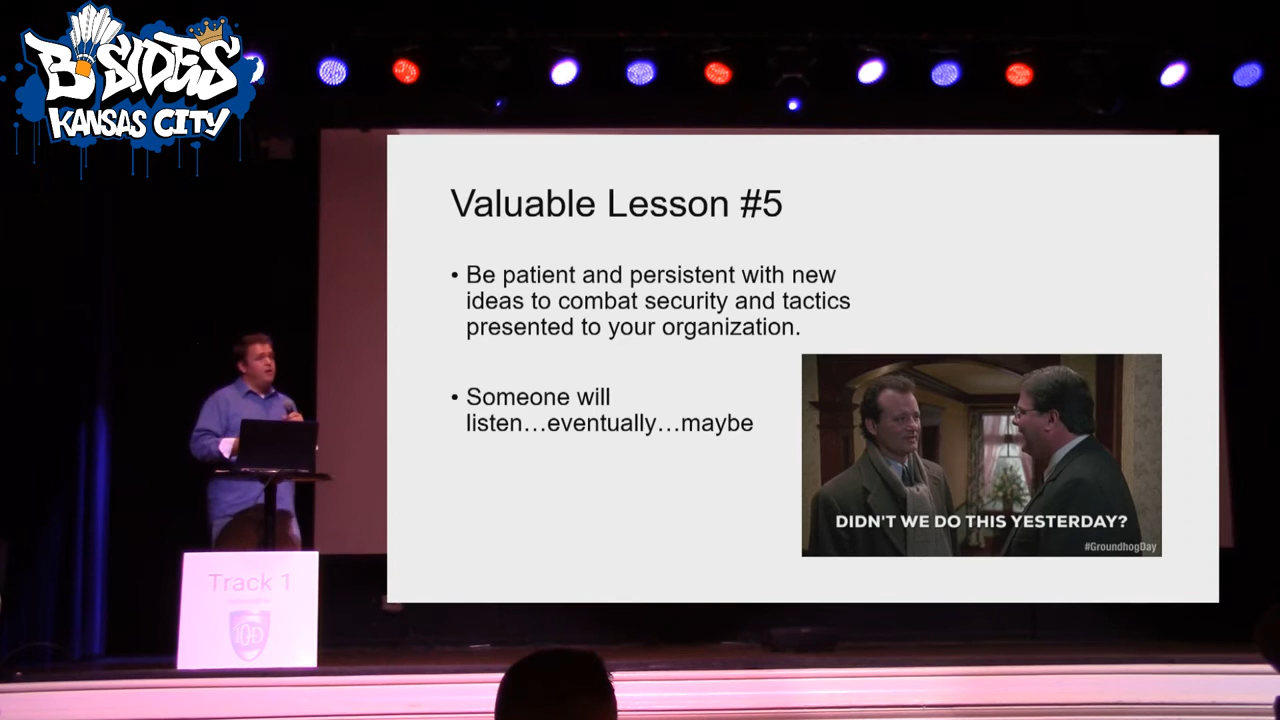 B SIDES
KANSAS CITY
Valuable Lesson #5
• Be patient and persistent with new
ideas to combat security and tactics
presented to your organization.
• Someone will
listen…eventually…maybe
DIDN'T WE DO THIS YESTERDAY?
#GroundhogDay
Track 1